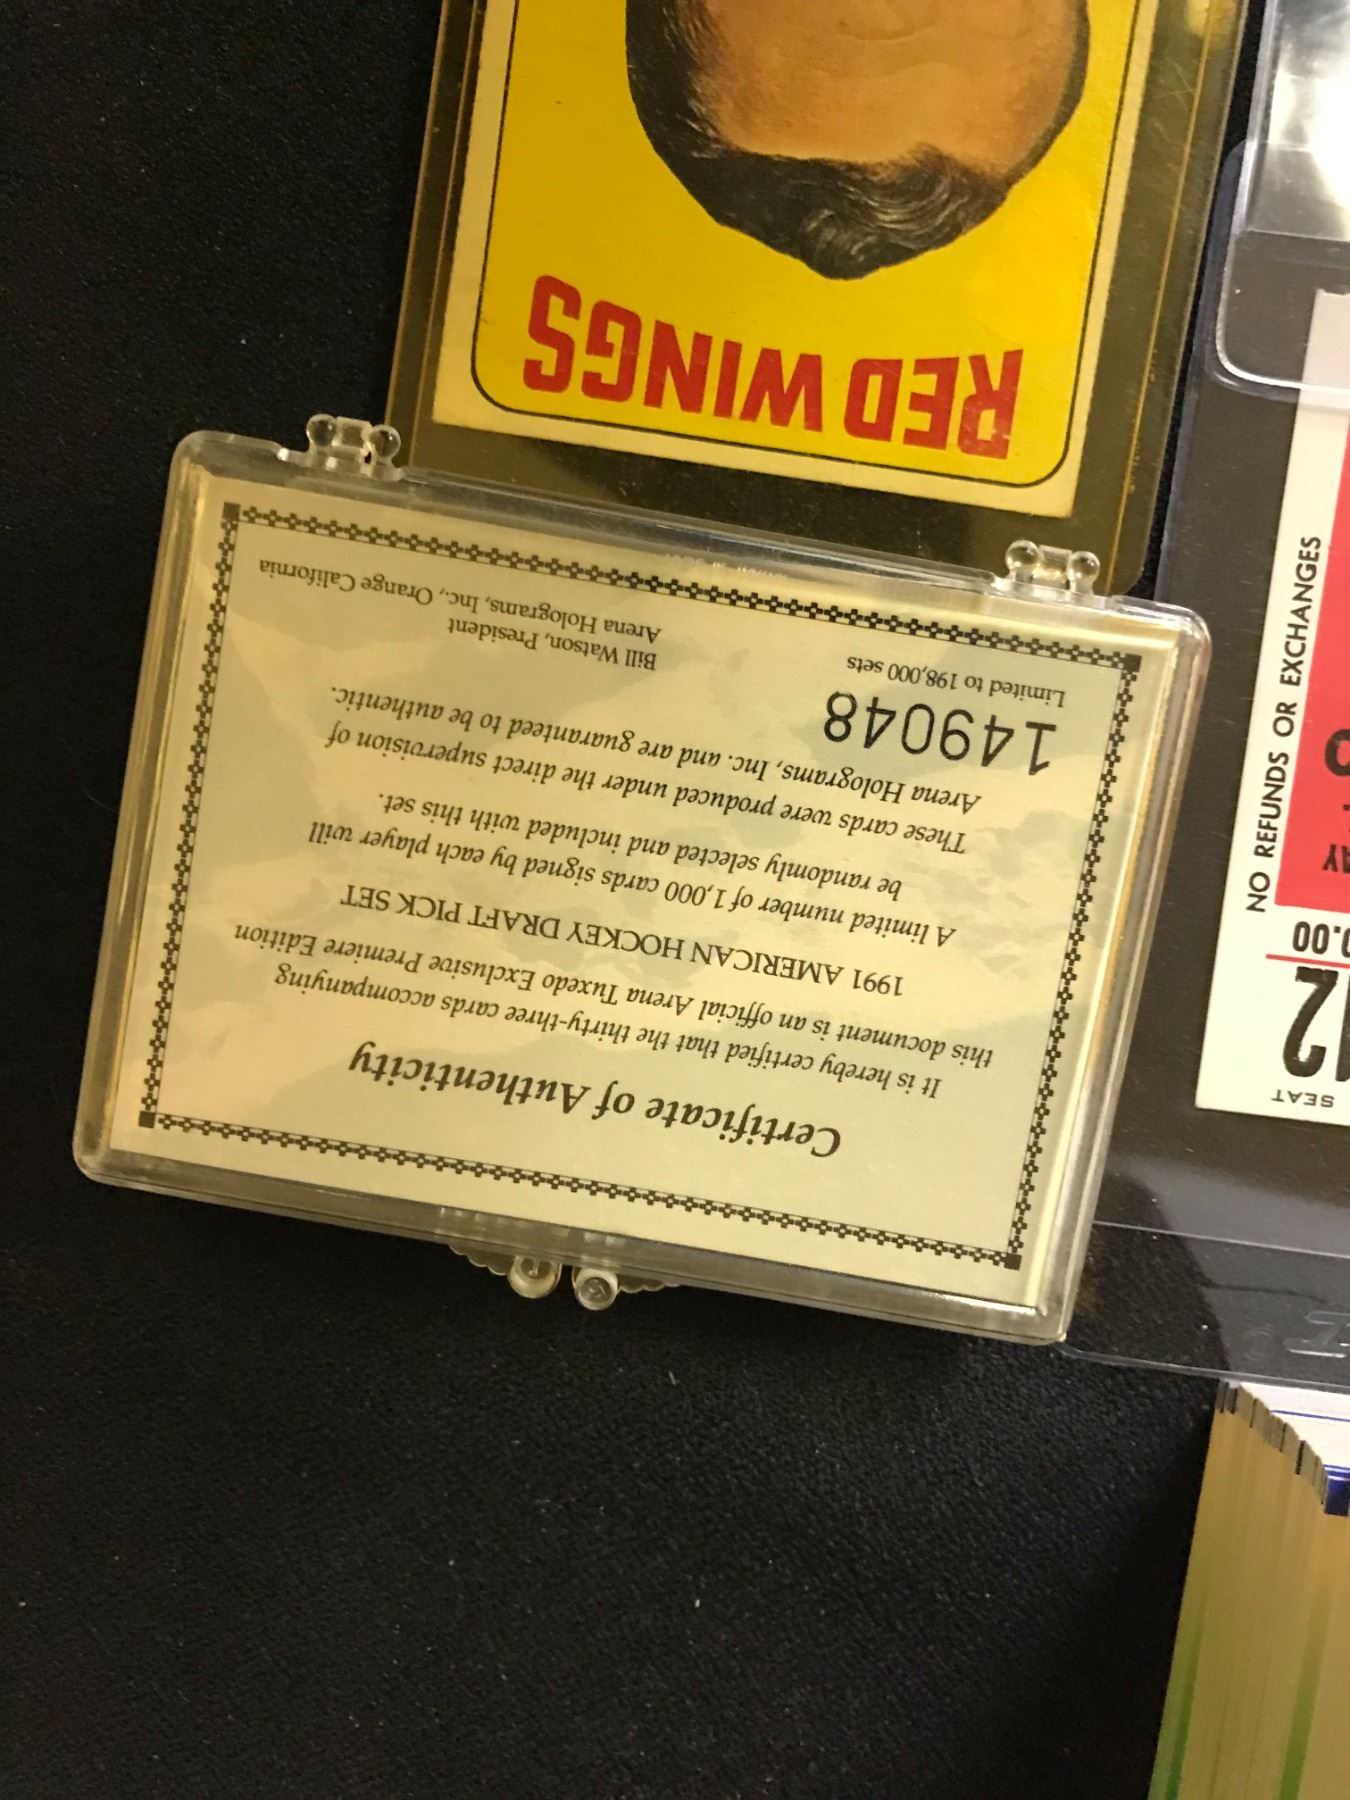 Certificate of Authenticity
It is hereby certified that the thirty-three cards accompanying
this document is an official Arena Tuxedo Exclusive Premiere Edition
1991 AMERICAN HOCKEY DRAFT PICK SET
A limited number of 1,000 cards signed by each player will
be randomly selected and included with this set.
These cards were produced under the direct supervision of
Arena Holograms, Inc. and are guaranteed to be authentic.
149048
Limited to 198,000 sets
Bill Watson, President
Arena Holograms, Inc., Orange California
RED WINGS
NO REFUNDS OR EXCHANGES
SEAT